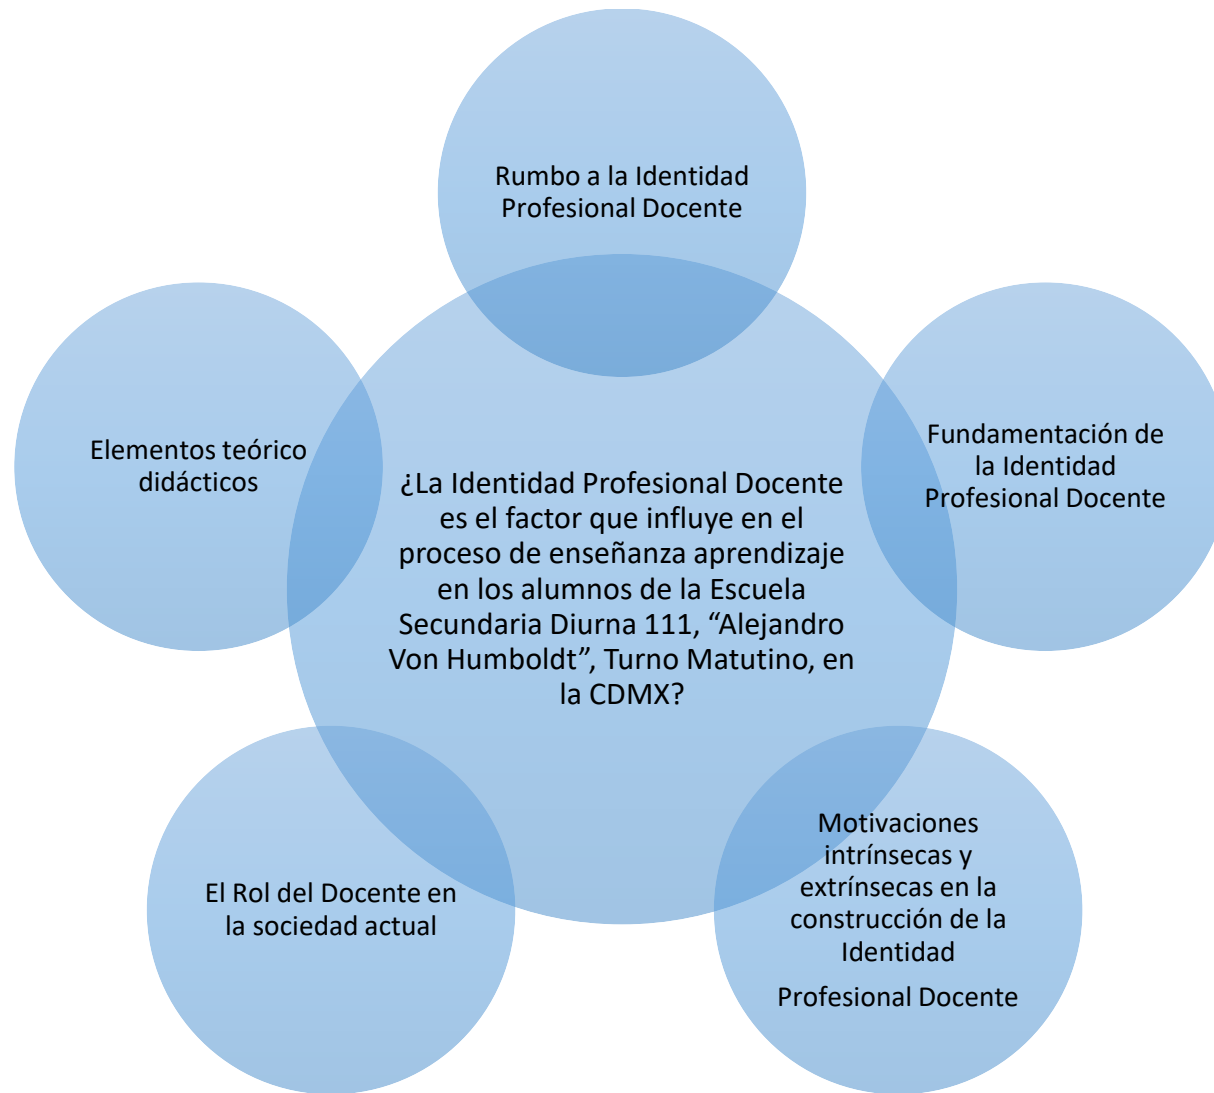 Rumbo a la Identidad
Profesional Docente
Elementos teórico
didácticos
Fundamentación de
la Identidad
Profesional Docente
¿La Identidad Profesional Docente
es el factor que influye en el
proceso de enseñanza aprendizaje
en los alumnos de la Escuela
Secundaria Diurna 111, “Alejandro
Von Humboldt”, Turno Matutino, en
la CDMX?
El Rol del Docente en
la sociedad actual
Motivaciones
intrínsecas y
extrínsecas en la
construcción de la
Identidad
Profesional Docente